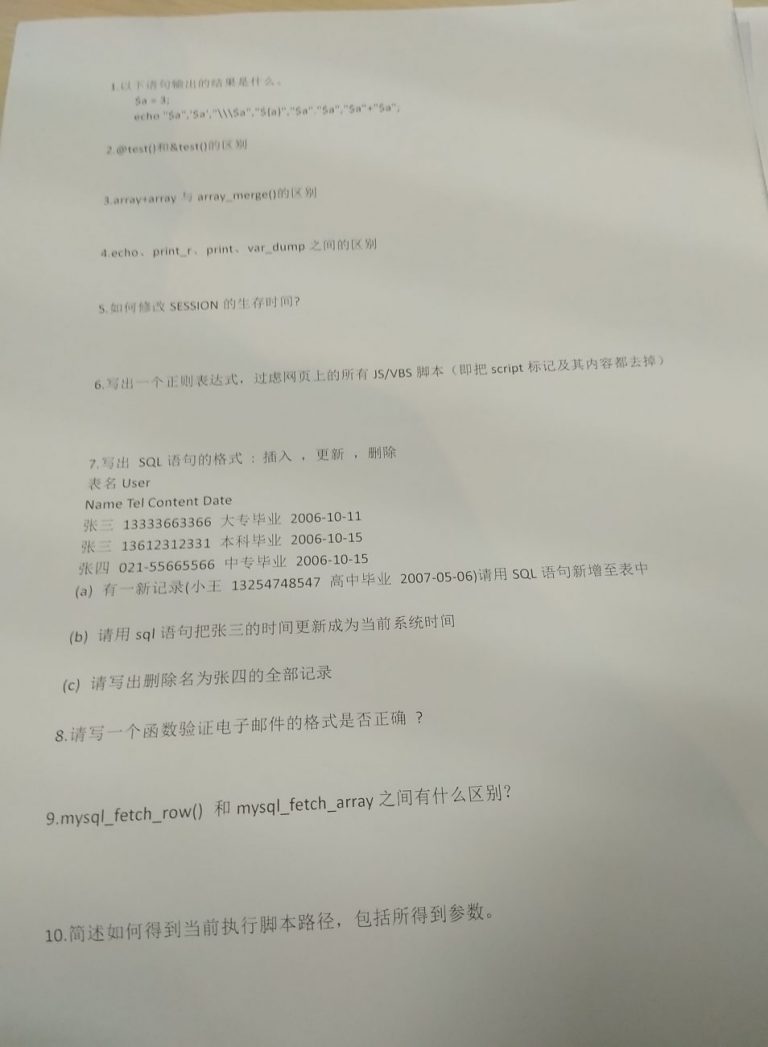 1.以下语句输出的结果是什么。
$a = 3;
echo "$a",'$a',"\\\$a","${a}","$a"."$a","$a"+"$a";
2.@test()和&test()的区别
3.array+array 与 array_merge()的区别
4.echo、print_r、print、var_dump 之间的区别
5.如何修改 SESSION 的生存时间?
6.写出一个正则表达式，过虑网页上的所有 JS/VBS 脚本（即把 script 标记及其内容都去掉）
7.写出 SQL 语句的格式 : 插入 ，更新 ，删除
表名 User
Name Tel Content Date
张三 13333663366 大专毕业 2006-10-11
张三 13612312331 本科毕业 2006-10-15
张四 021-55665566 中专毕业 2006-10-15
(a) 有一新记录(小王 13254748547 高中毕业 2007-05-06)请用 SQL 语句新增至表中
(b) 请用 sql 语句把张三的时间更新成为当前系统时间
(c) 请写出删除名为张四的全部记录
8.请写一个函数验证电子邮件的格式是否正确 ？
9.mysql_fetch_row() 和 mysql_fetch_array 之间有什么区别?
10.简述如何得到当前执行脚本路径，包括所得到参数。